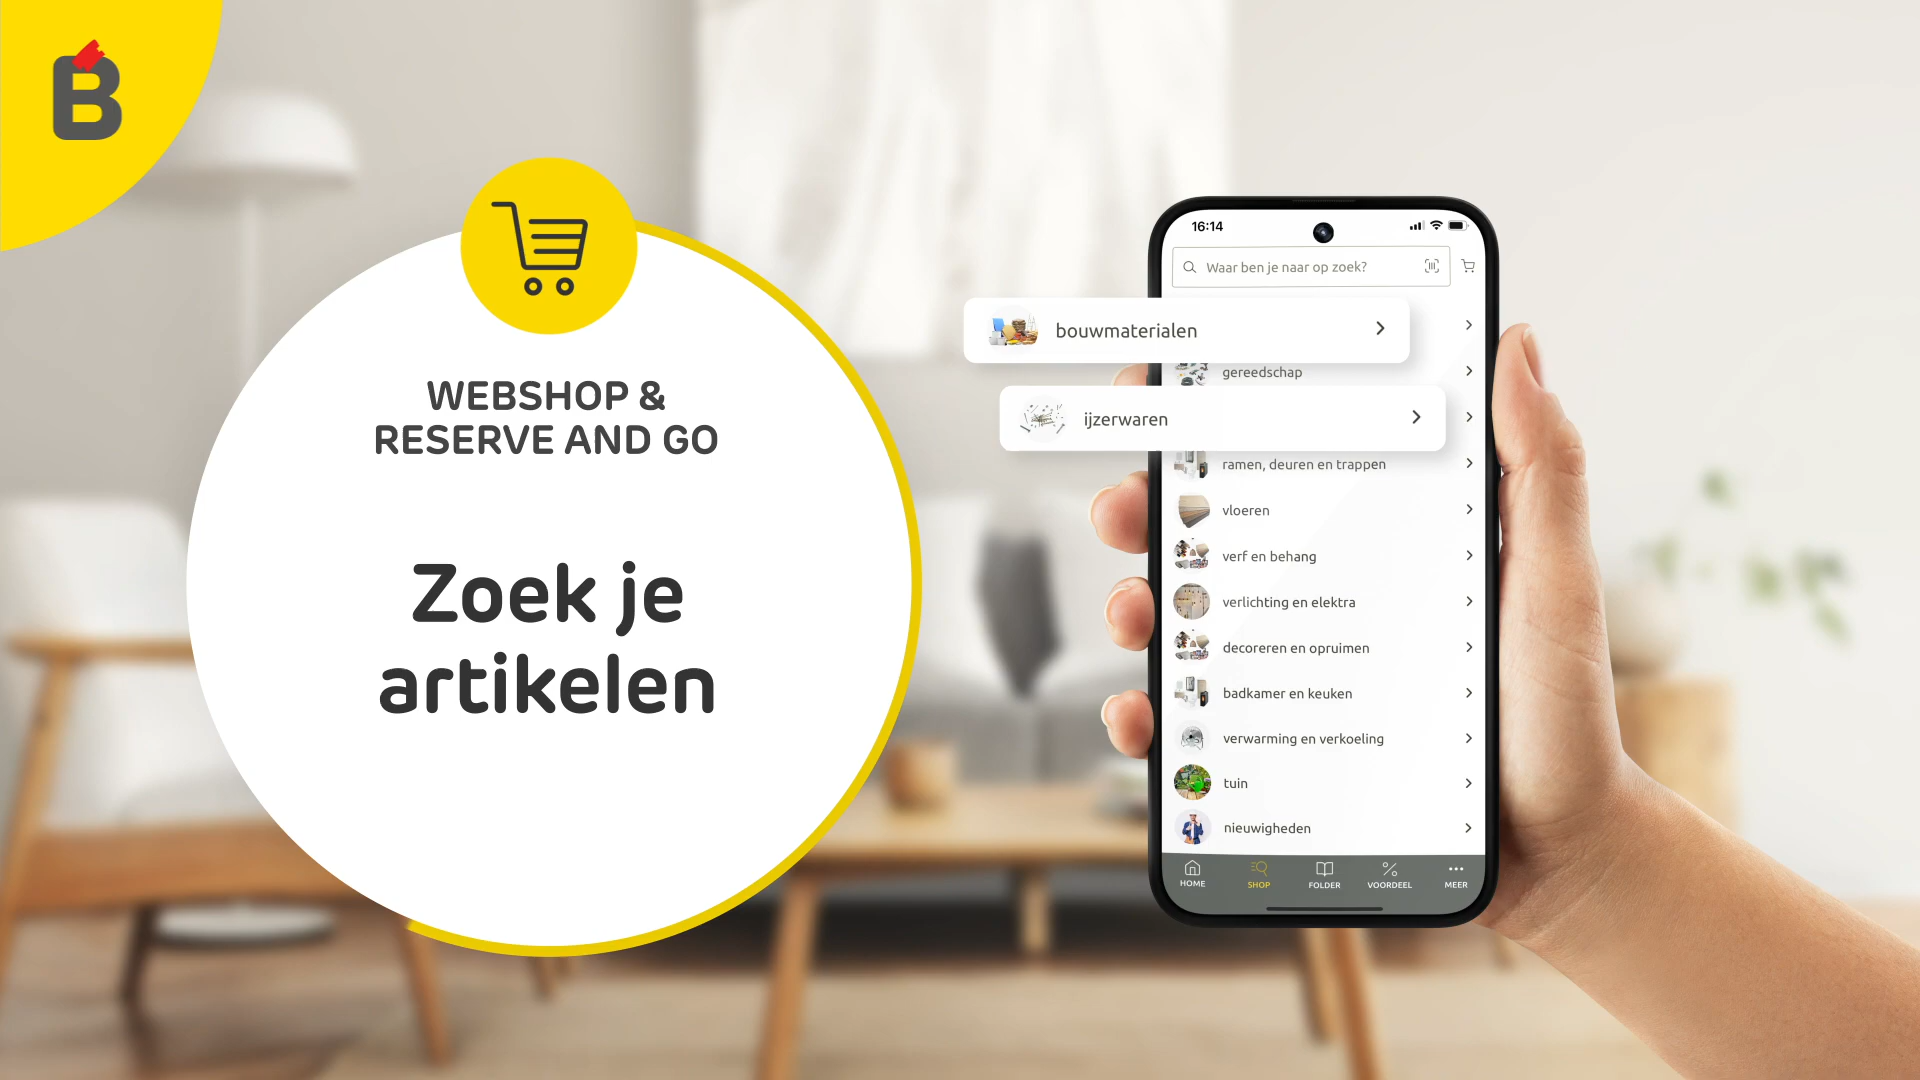 B
WEBSHOP &
RESERVE AND GO
Zoek je
artikelen
16:14
Waar ben je naar op zoek?
bouwmaterialen
gereedschap
ijzerwaren
ramen, deuren en trappen
vloeren
verf en behang
verlichting en elektra
decoreren en opruimen
badkamer en keuken
verwarming en verkoeling
tuin
nieuwigheden
HOME
SHOP
FOLDER
VOORDEEL
MEER